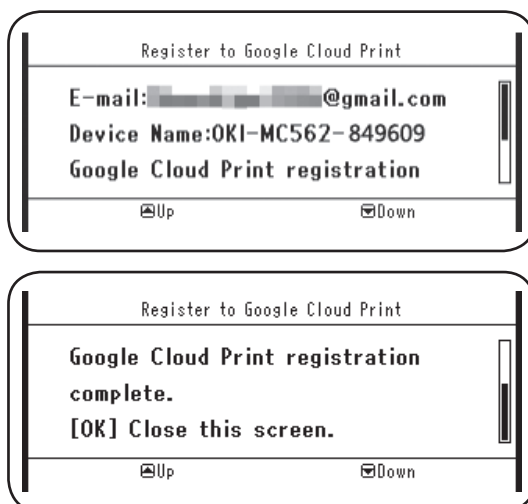 Register to Google Cloud Print
E-mail: @gmail.com
Device Name:OKI-MC562-849609
Google Cloud Print registration
Up Down
Register to Google Cloud Print
Google Cloud Print registration
complete.
[OK] Close this screen.
Up Down